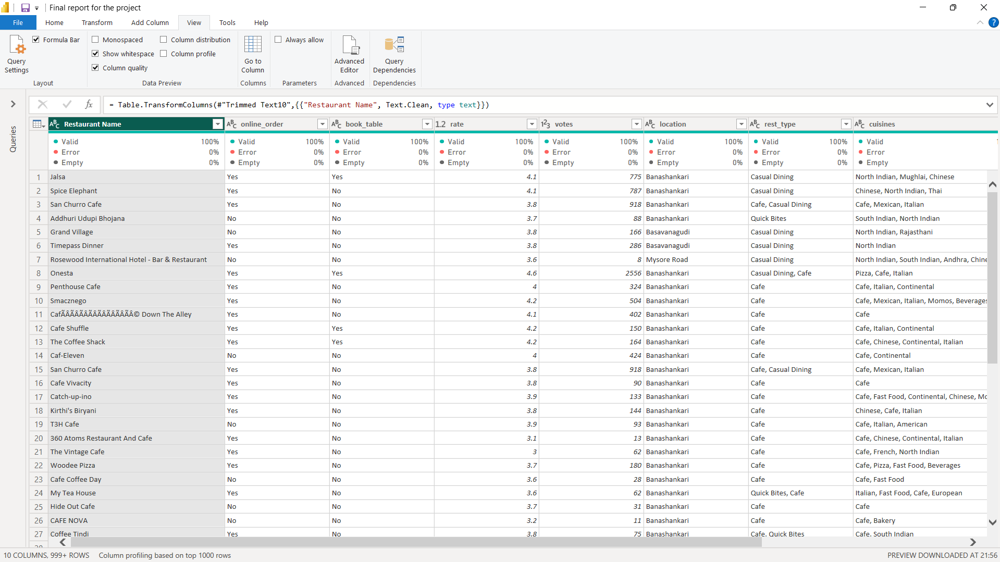 Final report for the project
File Home Transform Add Column View Tools Help
Formula Bar Monospaced Column distribution Always allow
Show whitespace Column profile
Column quality
Query Settings Go to Column Advanced Editor Query Dependencies
Layout Data Preview Columns Parameters Advanced Dependencies
fx = Table.TransformColumns(#"Trimmed Text10",{{"Restaurant Name", Text.Clean, type text}})
Queries
ABC Restaurant Name ABC online_order ABC book_table 1.2 rate 123 votes ABC location ABC rest_type ABC cuisines
Valid 100% Valid 100% Valid 100% Valid 100% Valid 100% Valid 100% Valid 100% Valid
Error 0% Error 0% Error 0% Error 0% Error 0% Error 0% Error 0% Error
Empty 0% Empty 0% Empty 0% Empty 0% Empty 0% Empty 0% Empty 0% Empty
1 Jalsa Yes Yes 4.1 775 Banashankari Casual Dining North Indian, Mughlai, Chinese
2 Spice Elephant Yes No 4.1 787 Banashankari Casual Dining Chinese, North Indian, Thai
3 San Churro Cafe Yes No 3.8 918 Banashankari Cafe, Casual Dining Cafe, Mexican, Italian
4 Addhuri Udupi Bhojana No No 3.7 88 Banashankari Quick Bites South Indian, North Indian
5 Grand Village No No 3.8 166 Basavanagudi Casual Dining North Indian, Rajasthani
6 Timepass Dinner Yes No 3.8 286 Basavanagudi Casual Dining North Indian
7 Rosewood International Hotel - Bar & Restaurant No No 3.6 8 Mysore Road Casual Dining North Indian, South Indian, Andhra, Chine
8 Onesta Yes Yes 4.6 2556 Banashankari Casual Dining, Cafe Pizza, Cafe, Italian
9 Penthouse Cafe Yes No 4 324 Banashankari Cafe Cafe, Italian, Continental
10 Smacznego Yes No 4.2 504 Banashankari Cafe Cafe, Mexican, Italian, Momos, Beverages
11 CafÃÂÃÂÃÂÃÂÃÂÃÂÃÂÃÂ© Down The Alley Yes No 4.1 402 Banashankari Cafe Cafe
12 Cafe Shuffle Yes Yes 4.2 150 Banashankari Cafe Cafe, Italian, Continental
13 The Coffee Shack Yes Yes 4.2 164 Banashankari Cafe Cafe, Chinese, Continental, Italian
14 Caf-Eleven No No 4 424 Banashankari Cafe Cafe, Continental
15 San Churro Cafe Yes No 3.8 918 Banashankari Cafe, Casual Dining Cafe, Mexican, Italian
16 Cafe Vivacity Yes No 3.8 90 Banashankari Cafe Cafe
17 Catch-up-ino Yes No 3.9 133 Banashankari Cafe Cafe, Fast Food, Continental, Chinese, Mo
18 Kirthi's Biryani Yes No 3.8 144 Banashankari Cafe Chinese, Cafe, Italian
19 T3H Cafe No No 3.9 93 Banashankari Cafe Cafe, Italian, American
20 360 Atoms Restaurant And Cafe Yes No 3.1 13 Banashankari Cafe Cafe, Chinese, Continental, Italian
21 The Vintage Cafe Yes No 3 62 Banashankari Cafe Cafe, French, North Indian
22 Woodee Pizza Yes No 3.7 180 Banashankari Cafe Cafe, Pizza, Fast Food, Beverages
23 Cafe Coffee Day No No 3.6 28 Banashankari Cafe Cafe, Fast Food
24 My Tea House Yes No 3.6 62 Banashankari Quick Bites, Cafe Italian, Fast Food, Cafe, European
25 Hide Out Cafe No No 3.7 31 Banashankari Cafe Cafe
26 CAFE NOVA No No 3.2 11 Banashankari Cafe Cafe, Bakery
27 Coffee Tindi Yes No 3.8 75 Banashankari Cafe, Quick Bites Cafe, South Indian
10 COLUMNS, 999+ ROWS Column profiling based on top 1000 rows PREVIEW DOWNLOADED AT 21:56